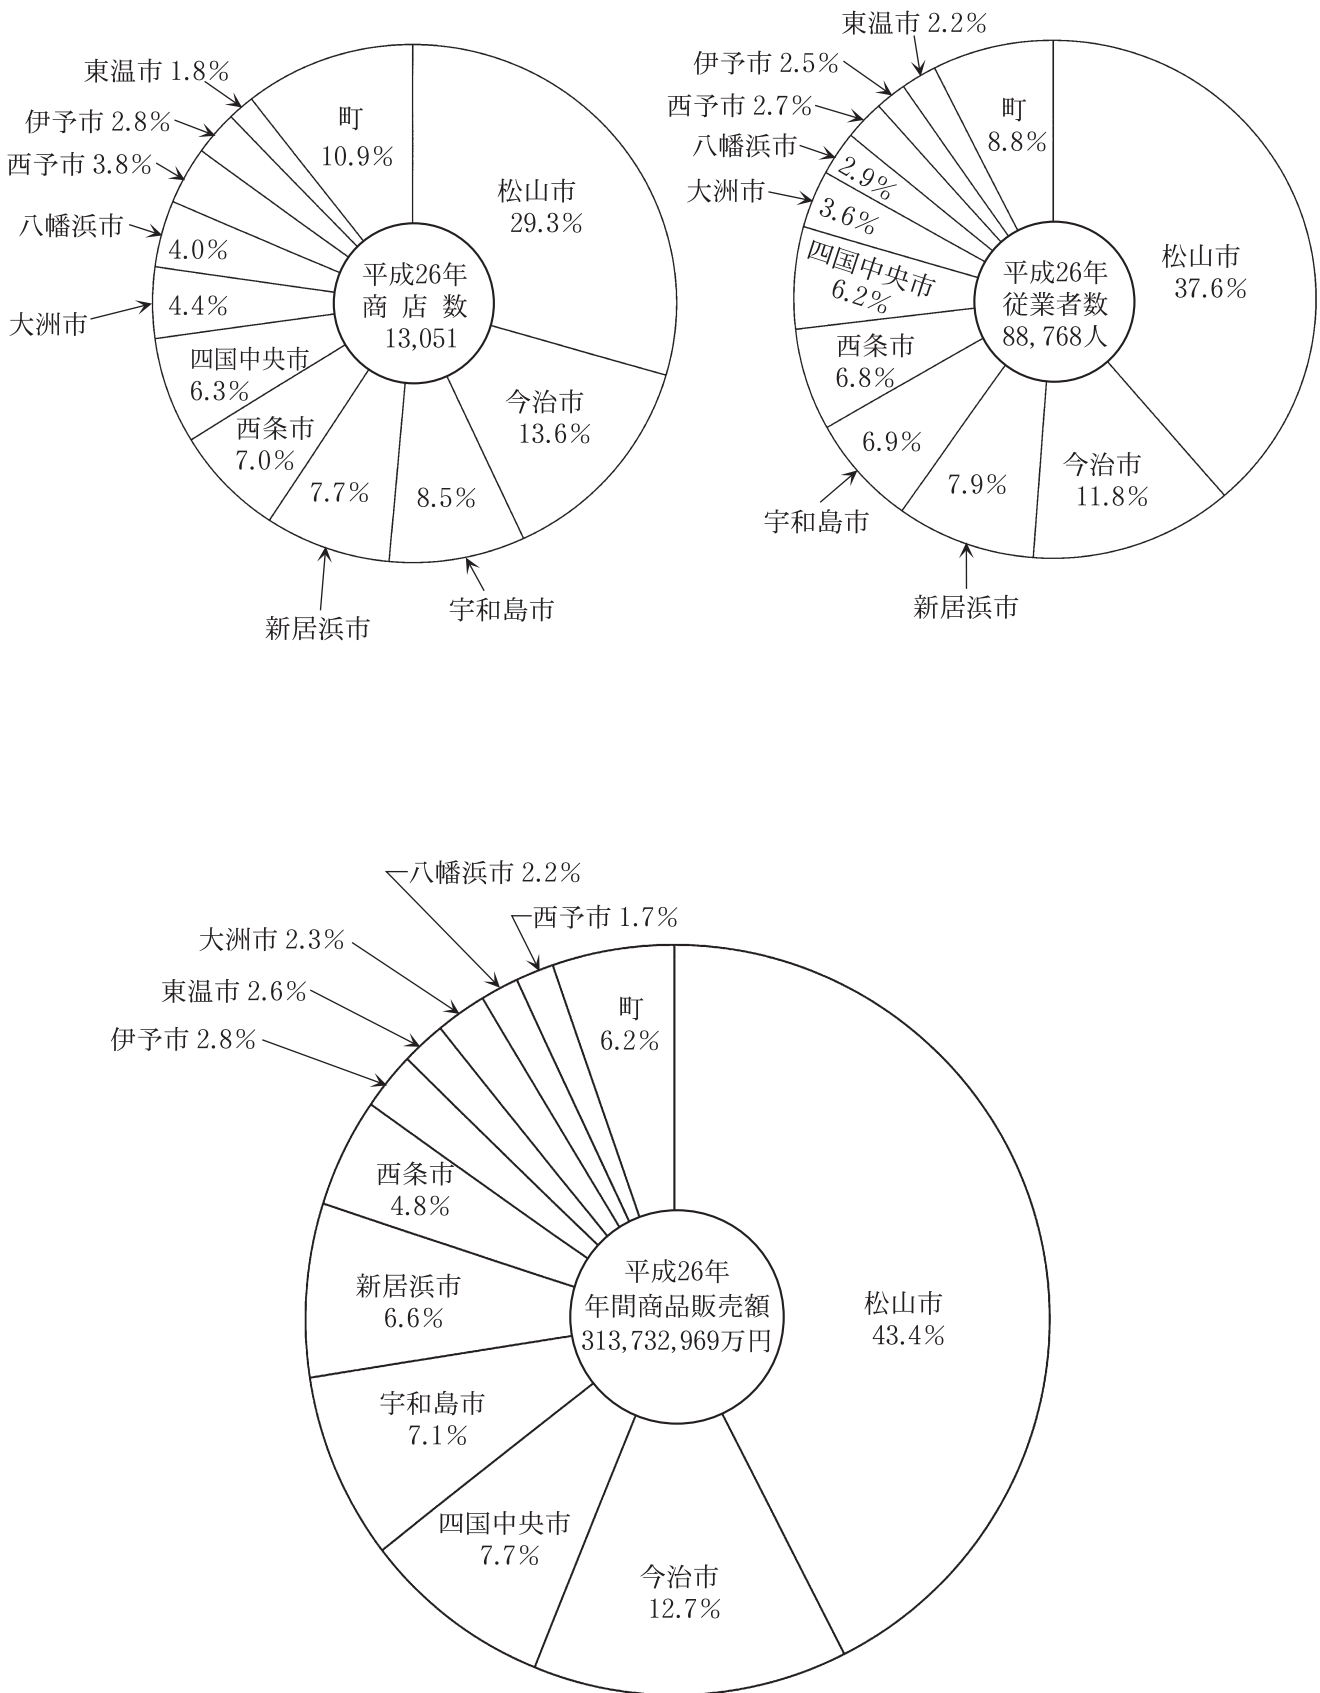 東温市 1.8%
伊予市 2.8%
西予市 3.8%
八幡浜市
4.0%
大洲市
4.4%
四国中央市
6.3%
西条市
7.0%
新居浜市
7.7%
宇和島市
8.5%
今治市
13.6%
松山市
29.3%
町
10.9%
平成26年
商 店 数
13,051
東温市 2.2%
伊予市 2.5%
西予市 2.7%
八幡浜市
2.9%
大洲市
3.6%
四国中央市
6.2%
西条市
6.8%
宇和島市
6.9%
新居浜市
7.9%
今治市
11.8%
松山市
37.6%
町
8.8%
平成26年
従業者数
88,768人
八幡浜市 2.2%
西予市 1.7%
大洲市 2.3%
東温市 2.6%
伊予市 2.8%
西条市
4.8%
新居浜市
6.6%
宇和島市
7.1%
四国中央市
7.7%
今治市
12.7%
松山市
43.4%
町
6.2%
平成26年
年間商品販売額
313,732,969万円